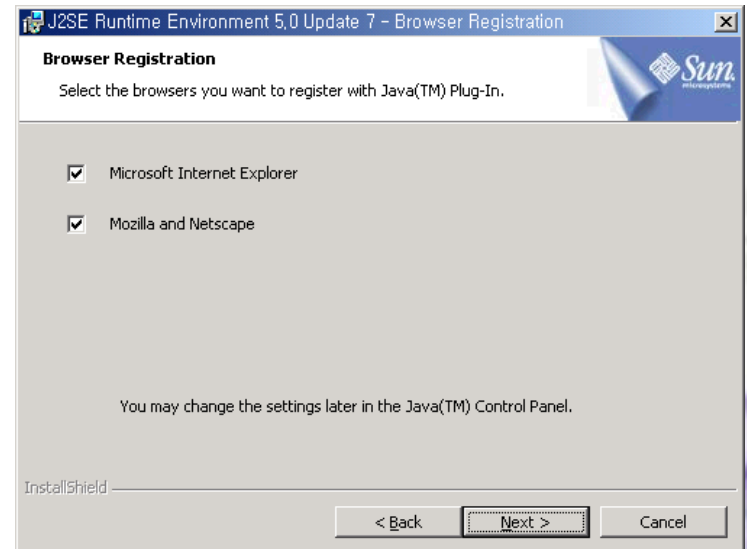 J2SE Runtime Environment 5,0 Update 7 - Browser Registration
Browser Registration
Select the browsers you want to register with Java(TM) Plug-In.
Sun
microsystems
Microsoft Internet Explorer
Mozilla and Netscape
You may change the settings later in the Java(TM) Control Panel.
InstallShield
< Back
Next >
Cancel